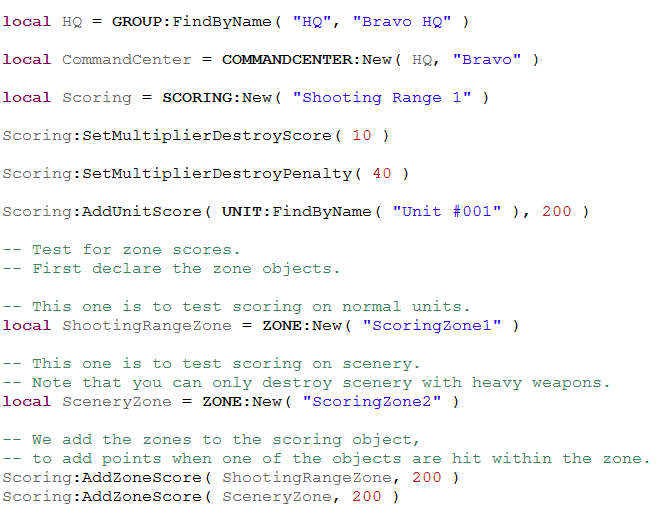 local HQ = GROUP:FindByName( "HQ", "Bravo HQ" )
local CommandCenter = COMMANDCENTER:New( HQ, "Bravo" )
local Scoring = SCORING:New( "Shooting Range 1" )
Scoring:SetMultiplierDestroyScore( 10 )
Scoring:SetMultiplierDestroyPenalty( 40 )
Scoring:AddUnitScore( UNIT:FindByName( "Unit #001" ), 200 )
-- Test for zone scores.
-- First declare the zone objects.
-- This one is to test scoring on normal units.
local ShootingRangeZone = ZONE:New( "ScoringZone1" )
-- This one is to test scoring on scenery.
-- Note that you can only destroy scenery with heavy weapons.
local SceneryZone = ZONE:New( "ScoringZone2" )
-- We add the zones to the scoring object,
-- to add points when one of the objects are hit within the zone.
Scoring:AddZoneScore( ShootingRangeZone, 200 )
Scoring:AddZoneScore( SceneryZone, 200 )